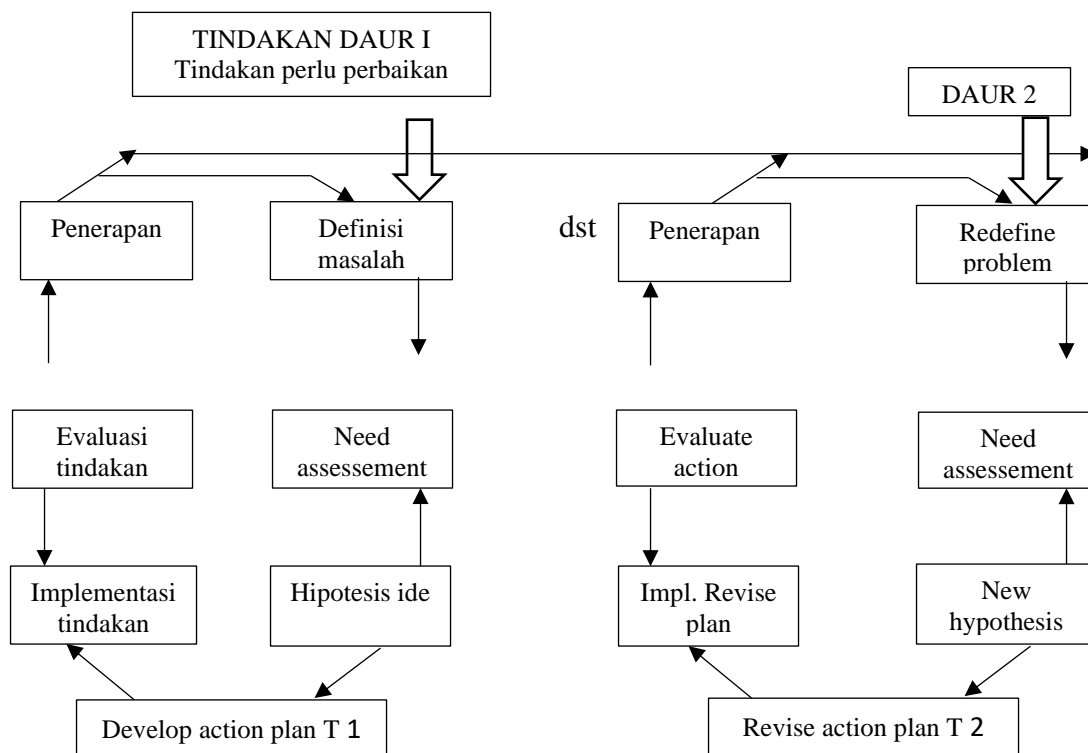 TINDAKAN DAUR I
Tindakan perlu perbaikan
DAUR 2
Penerapan
Definisi
masalah
dst
Penerapan
Redefine
problem
Evaluasi
tindakan
Need
assessement
Evaluate
action
Need
assessement
Implementasi
tindakan
Hipotesis ide
Impl. Revise
plan
New
hypothesis
Develop action plan T 1
Revise action plan T 2